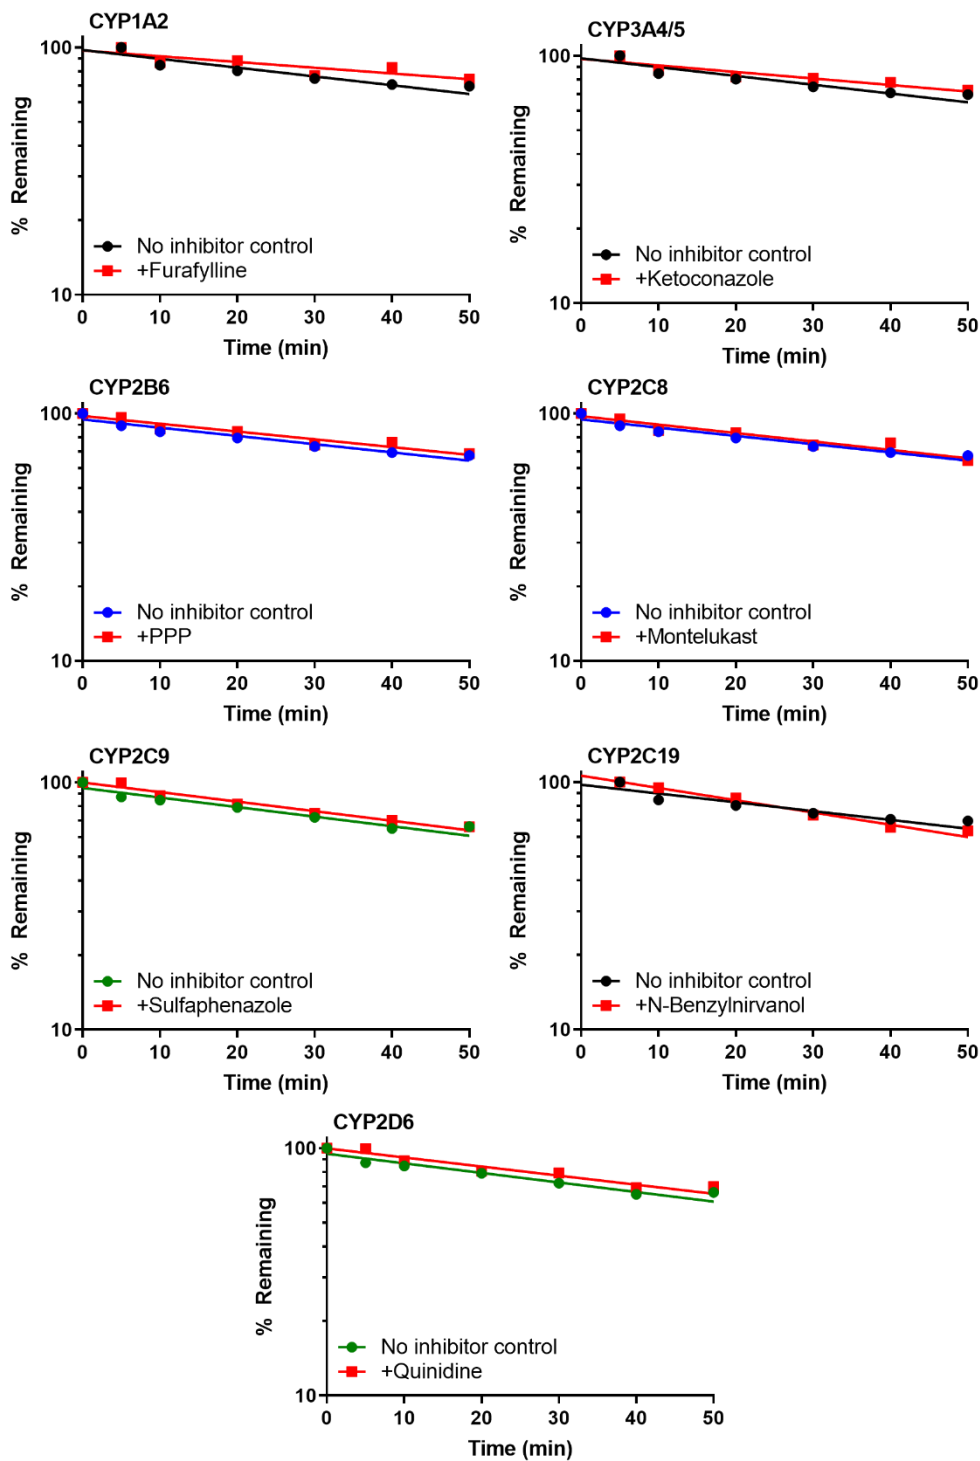 CYP1A2
100
10
% Remaining
No inhibitor control
+Furafylline
0 10 20 30 40 50
Time (min)
CYP3A4/5
100
10
% Remaining
No inhibitor control
+Ketoconazole
0 10 20 30 40 50
Time (min)
CYP2B6
100
10
% Remaining
No inhibitor control
+PPP
0 10 20 30 40 50
Time (min)
CYP2C8
100
10
% Remaining
No inhibitor control
+Montelukast
0 10 20 30 40 50
Time (min)
CYP2C9
100
10
% Remaining
No inhibitor control
+Sulfaphenazole
0 10 20 30 40 50
Time (min)
CYP2C19
100
10
% Remaining
No inhibitor control
+N-Benzylnirvanol
0 10 20 30 40 50
Time (min)
CYP2D6
100
10
% Remaining
No inhibitor control
+Quinidine
0 10 20 30 40 50
Time (min)